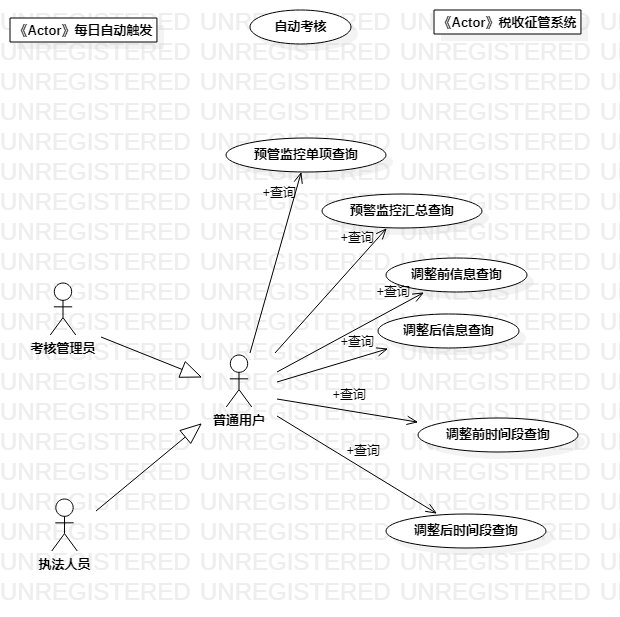 《Actor》每日自动触发
自动考核
《Actor》税收征管系统
预管监控单项查询
+查询
预警监控汇总查询
+查询
调整前信息查询
+查询
调整后信息查询
+查询
考核管理员
普通用户
+查询
调整前时间段查询
+查询
调整后时间段查询
执法人员
UNREGISTERED